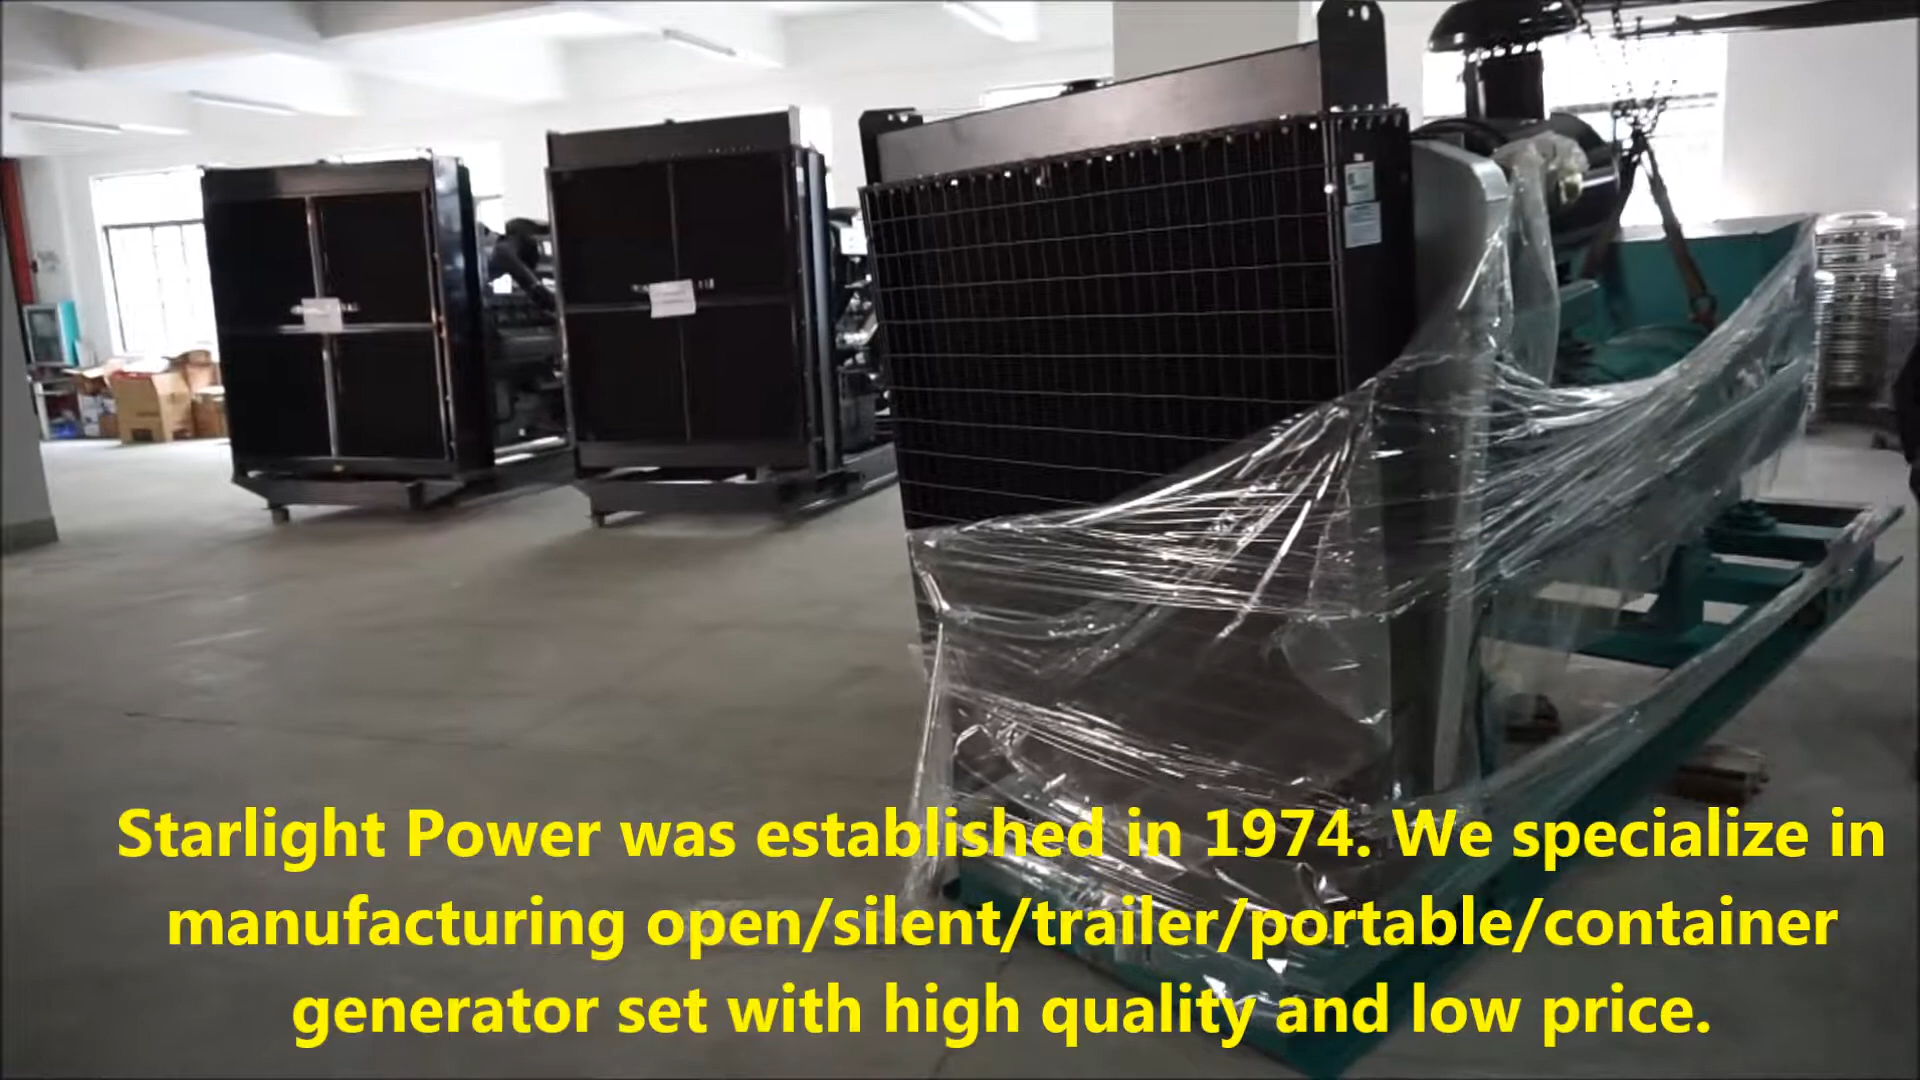 Starlight Power was established in 1974. We specialize in
manufacturing open/silent/trailer/portable/container
generator set with high quality and low price.